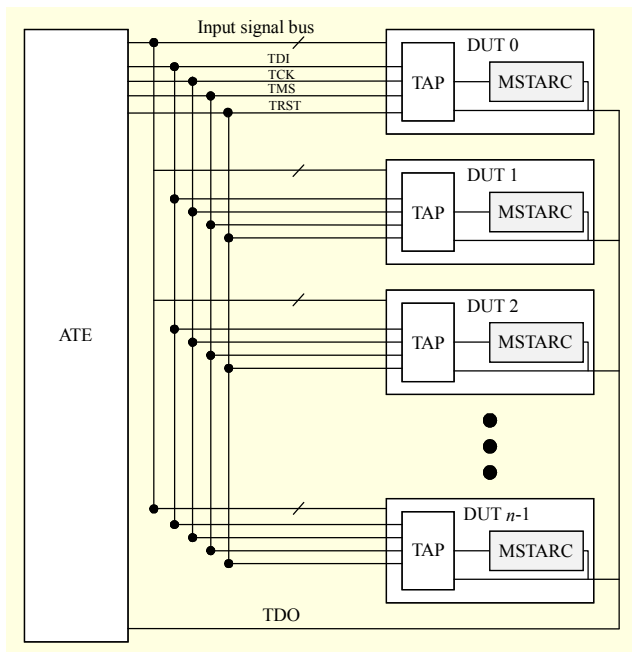 Input signal bus
TDI
TCK
TMS
TRST
ATE
DUT 0
TAP
MSTARC
DUT 1
TAP
MSTARC
DUT 2
TAP
MSTARC
DUT n-1
TAP
MSTARC
TDO